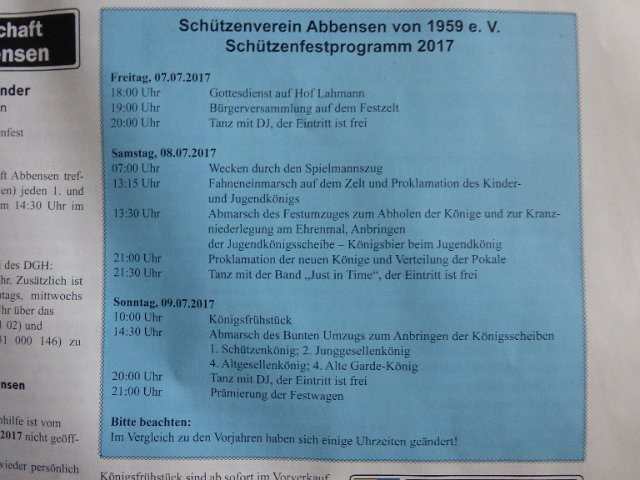 chaft
ensen
nder
n
nfest
ft Abbensen tref-
en) jeden 1. und
m 14:30 Uhr im
l des DGH:
hr. Zusätzlich ist
ntags, mittwochs
hr über das
1 02) und
31 000 146) zu
ensen
nhilfe ist vom
2017 nicht geöff-
wieder persönlich
Schützenverein Abbensen von 1959 e. V.
Schützenfestprogramm 2017
Freitag, 07.07.2017
18:00 Uhr Gottesdienst auf Hof Lahmann
19:00 Uhr Bürgerversammlung auf dem Festzelt
20:00 Uhr Tanz mit DJ, der Eintritt ist frei
Samstag, 08.07.2017
07:00 Uhr Wecken durch den Spielmannszug
13:15 Uhr Fahneneinmarsch auf dem Zelt und Proklamation des Kinder-
und Jugendkönigs
13:30 Uhr Abmarsch des Festumzuges zum Abholen der Könige und zur Kranz-
niederlegung am Ehrenmal, Anbringen
der Jugendkönigsscheibe – Königsbier beim Jugendkönig
21:00 Uhr Proklamation der neuen Könige und Verteilung der Pokale
21:30 Uhr Tanz mit der Band „Just in Time“, der Eintritt ist frei
Sonntag, 09.07.2017
10:00 Uhr Königsfrühstück
14:30 Uhr Abmarsch des Bunten Umzugs zum Anbringen der Königsscheiben
1. Schützenkönig; 2. Junggesellenkönig
4. Altgesellenkönig; 4. Alte Garde-König
20:00 Uhr Tanz mit DJ, der Eintritt ist frei
21:00 Uhr Prämierung der Festwagen
Bitte beachten:
Im Vergleich zu den Vorjahren haben sich einige Uhrzeiten geändert!
Königsfrühstück sind ab sofort im Vorverkauf